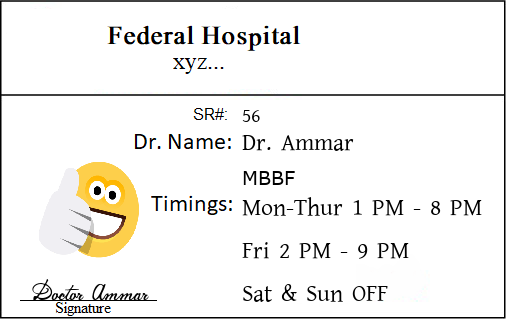 Federal Hospital
xyz...
SR#: 56
Dr. Name: Dr. Ammar
MBBF
Timings: Mon-Thur 1 PM - 8 PM
Fri 2 PM - 9 PM
Sat & Sun OFF
Doctor Ammar
Signature